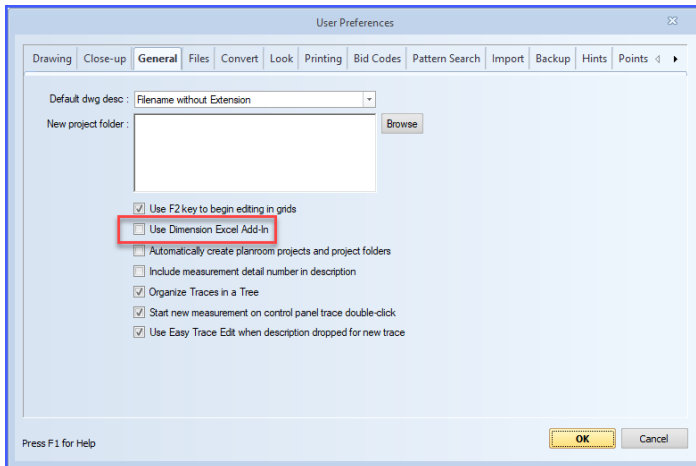 User Preferences
Drawing Close-up General Files Convert Look Printing Bid Codes Pattern Search Import Backup Hints Points
Default dwg desc : Filename without Extension
New project folder : Browse
Use F2 key to begin editing in grids
Use Dimension Excel Add-In
Automatically create planroom projects and project folders
Include measurement detail number in description
Organize Traces in a Tree
Start new measurement on control panel trace double-click
Use Easy Trace Edit when description dropped for new trace
Press F1 for Help OK Cancel